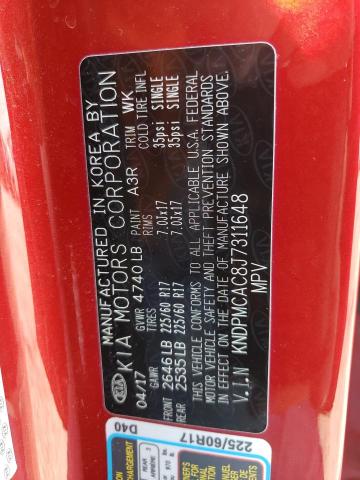 MANUFACTURED IN KOREA BY
KIA MOTORS CORPORATION
04/17 GVWR 4740LB PAINT A3R TRIM WK
GAWR TIRES RIMS COLD TIRE INFL
FRONT 2646LB 225/60 R17 7.0JX17 35psi SINGLE
REAR 2535LB 225/60 R17 7.0JX17 35psi SINGLE
THIS VEHICLE CONFORMS TO ALL APPLICABLE U.S.A. FEDERAL
MOTOR VEHICLE SAFETY AND THEFT PREVENTION STANDARDS
IN EFFECT ON THE DATE OF MANUFACTURE SHOWN ABOVE.
V.I.N KNDPMCAC8J7311648
MPV
D40
225/60R17